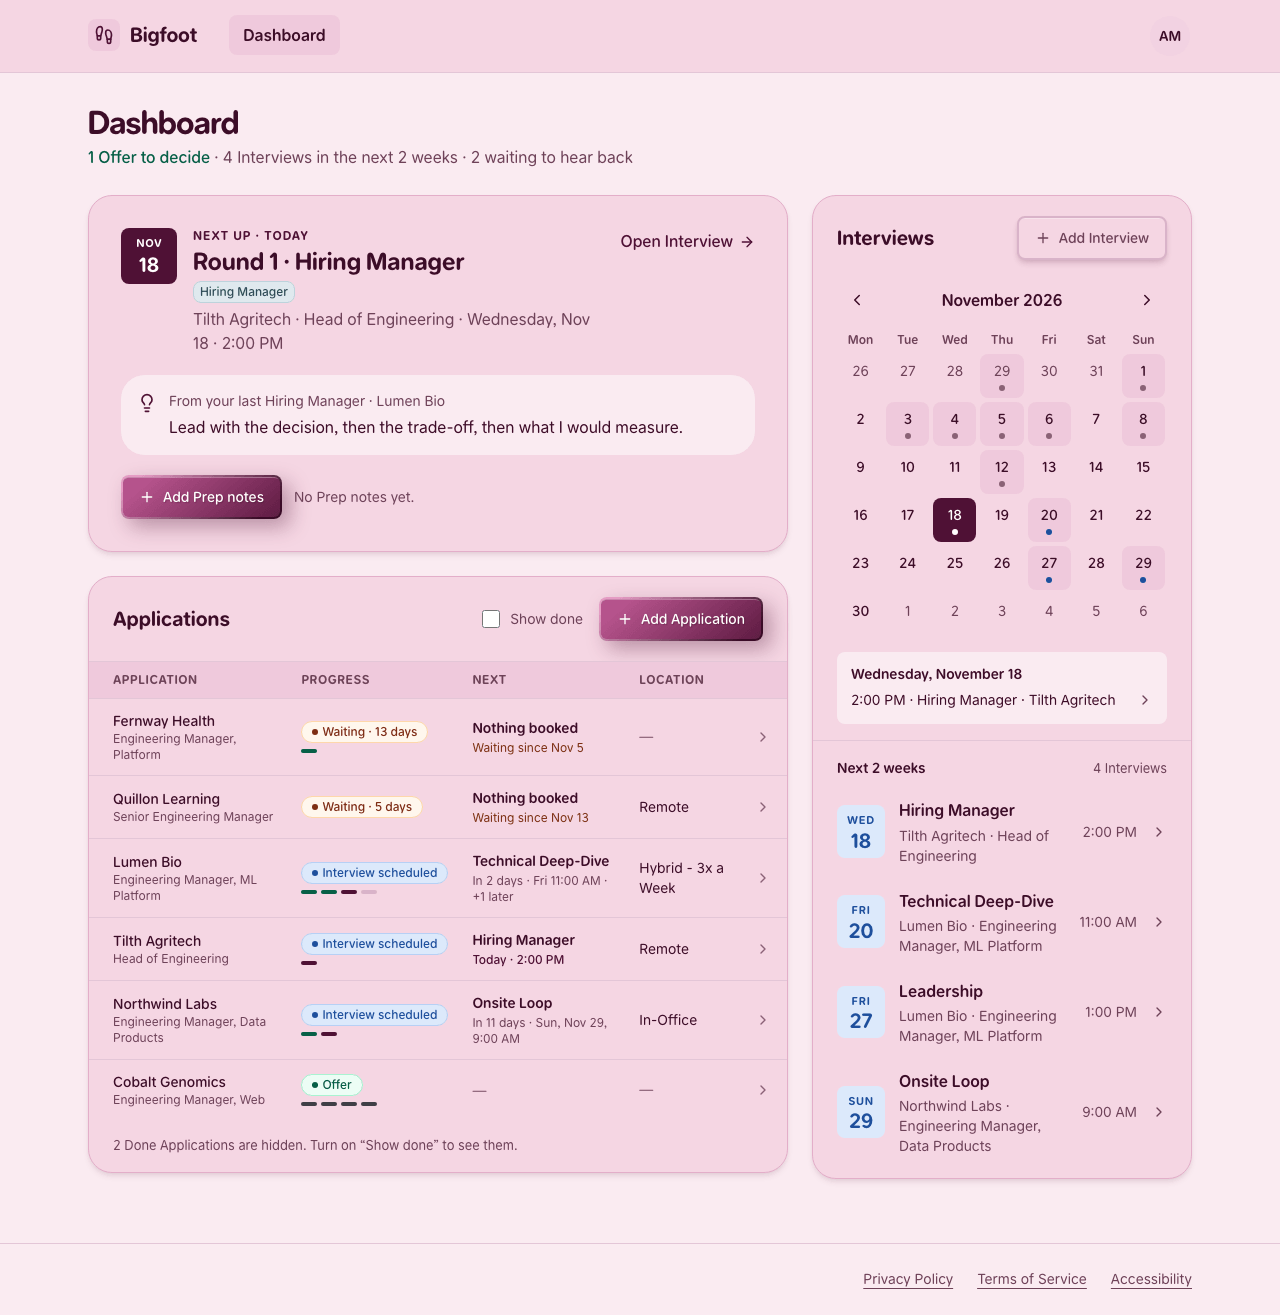 Bigfoot
Dashboard
AM
Dashboard
1 Offer to decide · 4 Interviews in the next 2 weeks · 2 waiting to hear back
NOV
18
NEXT UP · TODAY
Round 1 · Hiring Manager
Hiring Manager
Tilth Agritech · Head of Engineering · Wednesday, Nov
18 · 2:00 PM
Open Interview
From your last Hiring Manager · Lumen Bio
Lead with the decision, then the trade-off, then what I would measure.
Add Prep notes
No Prep notes yet.
Applications
Show done
Add Application
APPLICATION PROGRESS NEXT LOCATION
Fernway Health
Engineering Manager,
Platform
Waiting · 13 days
Nothing booked
Waiting since Nov 5
—
Quillon Learning
Senior Engineering Manager
Waiting · 5 days
Nothing booked
Waiting since Nov 13
Remote
Lumen Bio
Engineering Manager, ML
Platform
Interview scheduled
Technical Deep-Dive
In 2 days · Fri 11:00 AM ·
+1 later
Hybrid - 3x a
Week
Tilth Agritech
Head of Engineering
Interview scheduled
Hiring Manager
Today · 2:00 PM
Remote
Northwind Labs
Engineering Manager, Data
Products
Interview scheduled
Onsite Loop
In 11 days · Sun, Nov 29,
9:00 AM
In-Office
Cobalt Genomics
Engineering Manager, Web
Offer
—
—
2 Done Applications are hidden. Turn on “Show done” to see them.
Interviews
Add Interview
November 2026
Mon Tue Wed Thu Fri Sat Sun
26 27 28 29 30 31 1
2 3 4 5 6 7 8
9 10 11 12 13 14 15
16 17 18 19 20 21 22
23 24 25 26 27 28 29
30 1 2 3 4 5 6
Wednesday, November 18
2:00 PM · Hiring Manager · Tilth Agritech
Next 2 weeks
4 Interviews
WED
18
Hiring Manager
Tilth Agritech · Head of
Engineering
2:00 PM
FRI
20
Technical Deep-Dive
Lumen Bio · Engineering
Manager, ML Platform
11:00 AM
FRI
27
Leadership
Lumen Bio · Engineering
Manager, ML Platform
1:00 PM
SUN
29
Onsite Loop
Northwind Labs ·
Engineering Manager,
Data Products
9:00 AM
Privacy Policy
Terms of Service
Accessibility